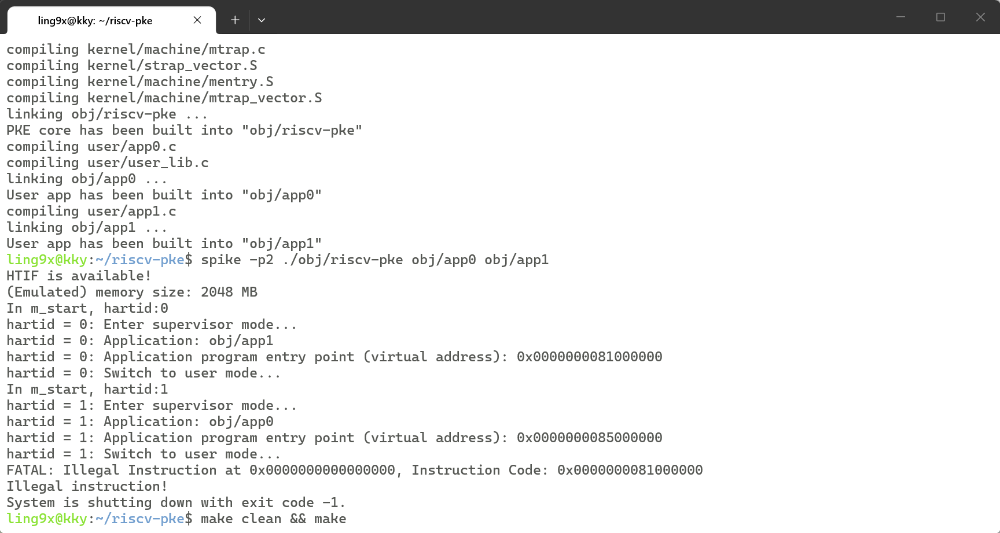 ling9x@kky: ~/riscv-pke
compiling kernel/machine/mtrap.c
compiling kernel/strap_vector.S
compiling kernel/machine/mentry.S
compiling kernel/machine/mtrap_vector.S
linking obj/riscv-pke ...
PKE core has been built into "obj/riscv-pke"
compiling user/app0.c
compiling user/user_lib.c
linking obj/app0 ...
User app has been built into "obj/app0"
compiling user/app1.c
linking obj/app1 ...
User app has been built into "obj/app1"
ling9x@kky:~/riscv-pke$ spike -p2 ./obj/riscv-pke obj/app0 obj/app1
HTIF is available!
(Emulated) memory size: 2048 MB
In m_start, hartid:0
hartid = 0: Enter supervisor mode...
hartid = 0: Application: obj/app1
hartid = 0: Application program entry point (virtual address): 0x0000000081000000
hartid = 0: Switch to user mode...
In m_start, hartid:1
hartid = 1: Enter supervisor mode...
hartid = 1: Application: obj/app0
hartid = 1: Application program entry point (virtual address): 0x0000000085000000
hartid = 1: Switch to user mode...
FATAL: Illegal Instruction at 0x0000000000000000, Instruction Code: 0x0000000081000000
Illegal instruction!
System is shutting down with exit code -1.
ling9x@kky:~/riscv-pke$ make clean && make